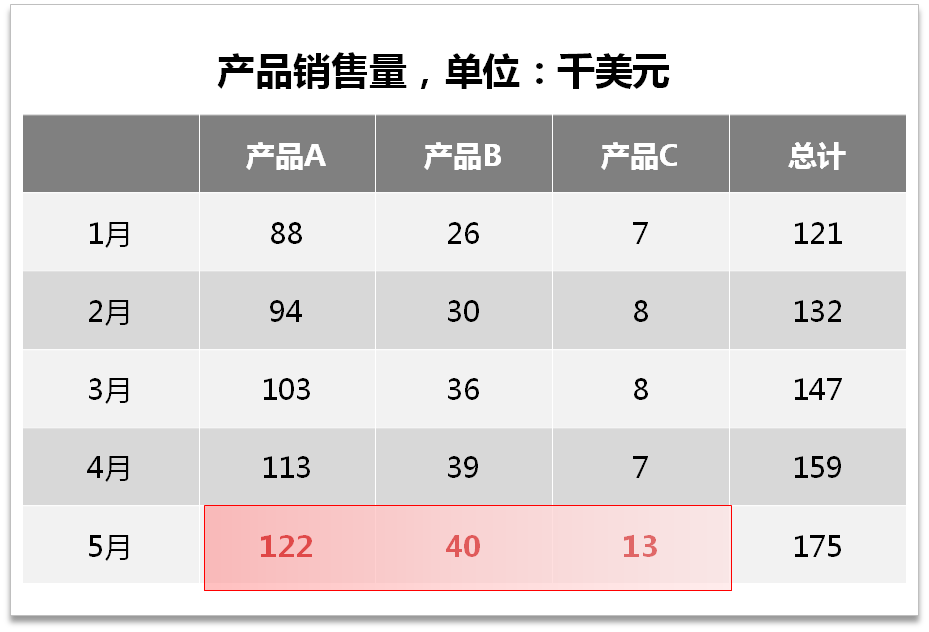 产品销售量，单位：千美元
产品A 产品B 产品C 总计
1月 88 26 7 121
2月 94 30 8 132
3月 103 36 8 147
4月 113 39 7 159
5月 122 40 13 175